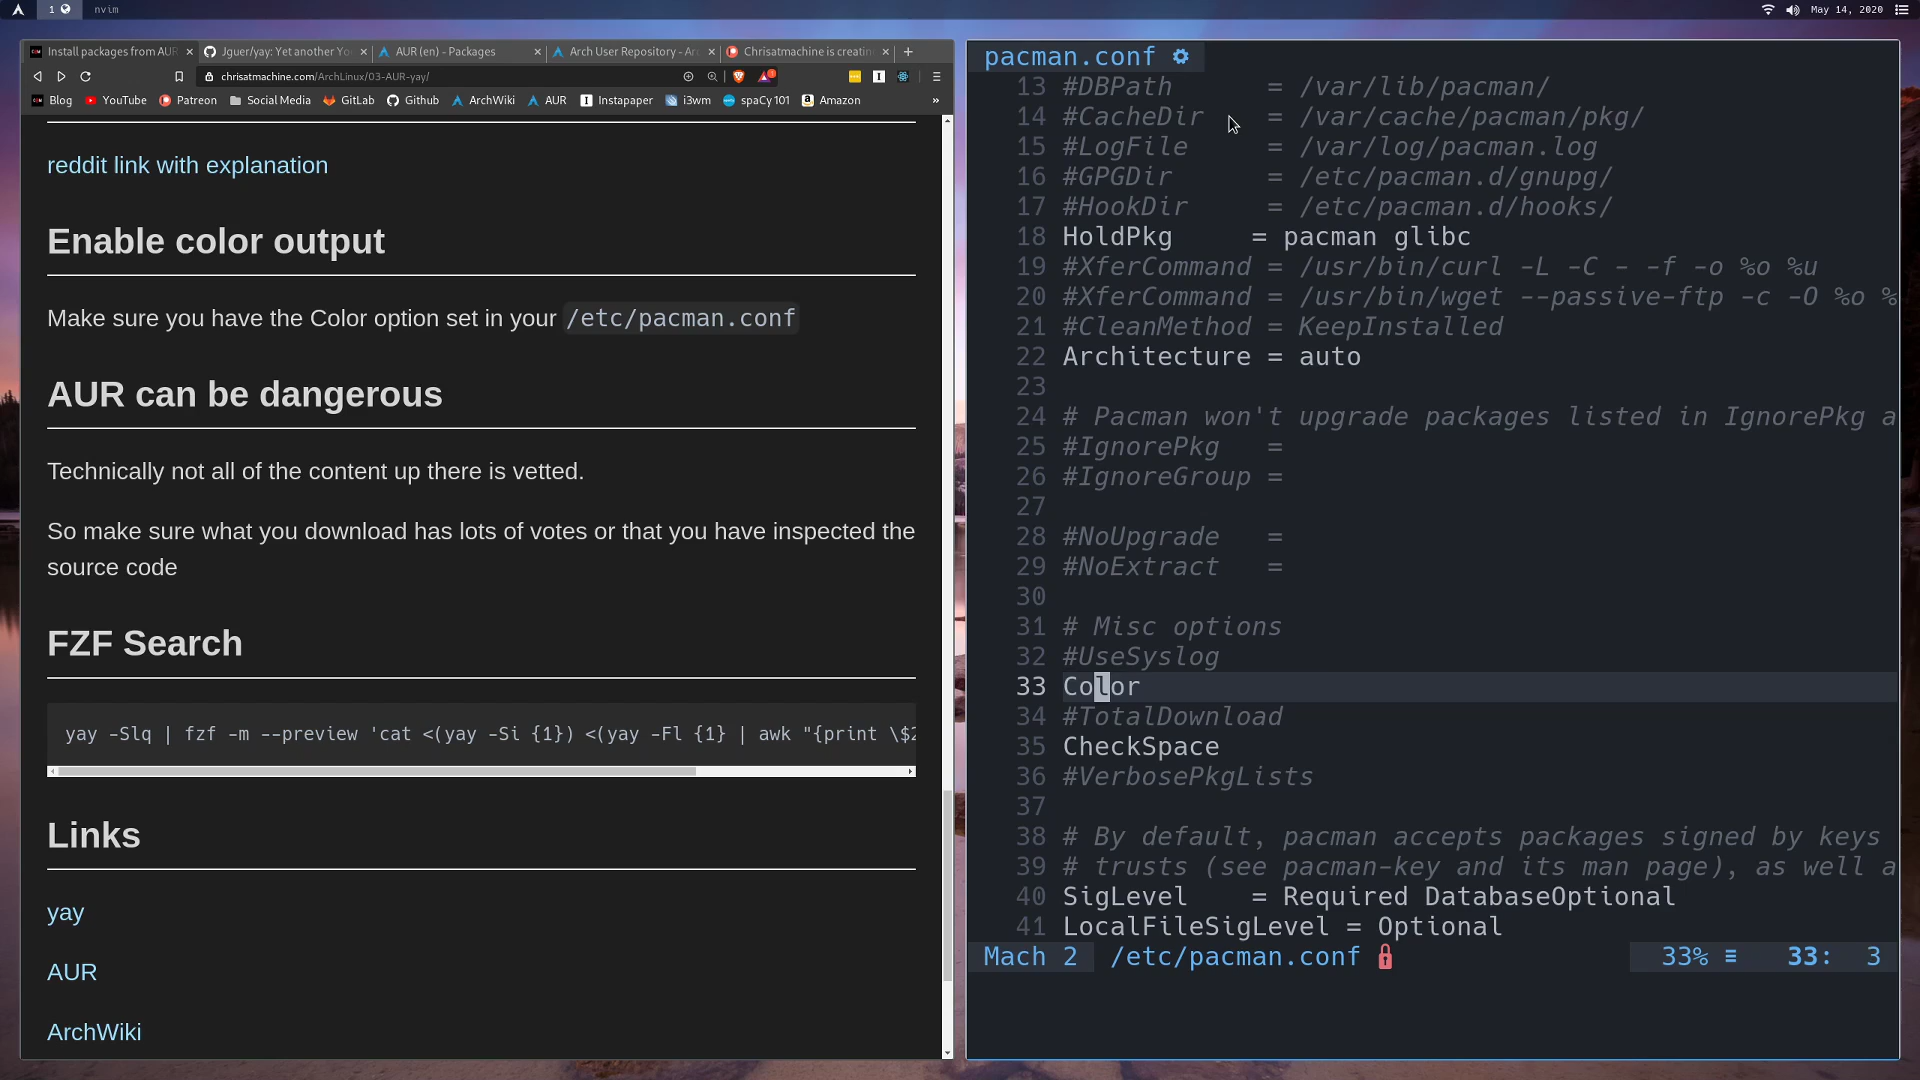 1
nvim
May 14, 2020
Install packages from AUR
Jguer/yay: Yet another Yo
AUR (en) - Packages
Arch User Repository - Ar
Chrisatmachine is creatin
chrisatmachine.com/ArchLinux/03-AUR-yay/
Blog
YouTube
Patreon
Social Media
GitLab
Github
ArchWiki
AUR
Instapaper
i3wm
spaCy 101
Amazon
»
reddit link with explanation
Enable color output
Make sure you have the Color option set in your /etc/pacman.conf
AUR can be dangerous
Technically not all of the content up there is vetted.
So make sure what you download has lots of votes or that you have inspected the
source code
FZF Search
yay -Slq | fzf -m --preview 'cat <(yay -Si {1}) <(yay -Fl {1} | awk "{print \$2
Links
yay
AUR
ArchWiki
pacman.conf
13 #DBPath      = /var/lib/pacman/
14 #CacheDir    = /var/cache/pacman/pkg/
15 #LogFile     = /var/log/pacman.log
16 #GPGDir      = /etc/pacman.d/gnupg/
17 #HookDir     = /etc/pacman.d/hooks/
18 HoldPkg     = pacman glibc
19 #XferCommand = /usr/bin/curl -L -C - -f -o %o %u
20 #XferCommand = /usr/bin/wget --passive-ftp -c -O %o %
21 #CleanMethod = KeepInstalled
22 Architecture = auto
23
24 # Pacman won't upgrade packages listed in IgnorePkg a
25 #IgnorePkg   =
26 #IgnoreGroup =
27
28 #NoUpgrade   =
29 #NoExtract   =
30
31 # Misc options
32 #UseSyslog
33 Color
34 #TotalDownload
35 CheckSpace
36 #VerbosePkgLists
37
38 # By default, pacman accepts packages signed by keys
39 # trusts (see pacman-key and its man page), as well a
40 SigLevel    = Required DatabaseOptional
41 LocalFileSigLevel = Optional
Mach 2 /etc/pacman.conf 33% ≡ 33: 3